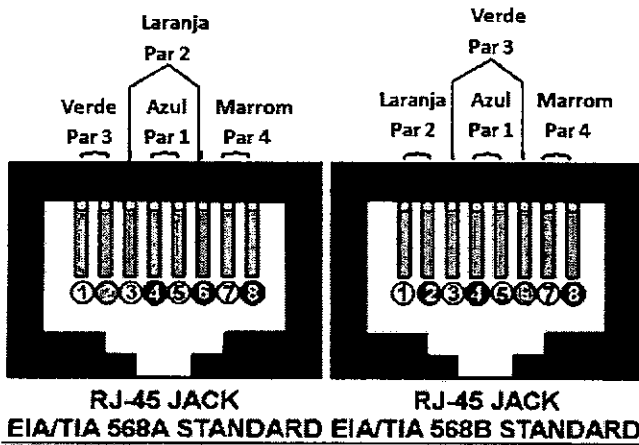 Laranja
Par 2
Verde
Par 3
Azul
Par 1
Marrom
Par 4
1 2 3 4 5 6 7 8
RJ-45 JACK
EIA/TIA 568A STANDARD
Verde
Par 3
Laranja
Par 2
Azul
Par 1
Marrom
Par 4
1 2 3 4 5 6 7 8
RJ-45 JACK
EIA/TIA 568B STANDARD